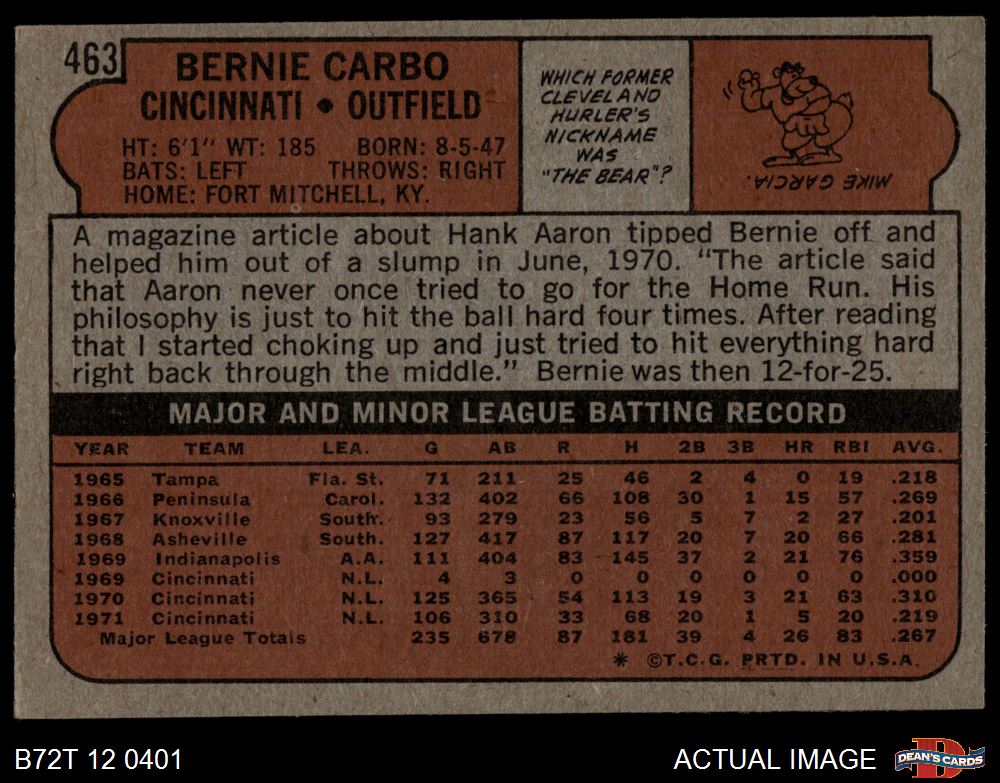 463
BERNIE CARBO
CINCINNATI • OUTFIELD
HT: 6'1" WT: 185 BORN: 8-5-47
BATS: LEFT THROWS: RIGHT
HOME: FORT MITCHELL, KY.
WHICH FORMER
CLEVELAND
HURLER'S
NICKNAME
WAS
"THE BEAR"?
MIKE GARCIA.
A magazine article about Hank Aaron tipped Bernie off and
helped him out of a slump in June, 1970. "The article said
that Aaron never once tried to go for the Home Run. His
philosophy is just to hit the ball hard four times. After reading
that I started choking up and just tried to hit everything hard
right back through the middle." Bernie was then 12-for-25.
MAJOR AND MINOR LEAGUE BATTING RECORD
YEAR TEAM LEA. G AB R H 2B 3B HR RBI AVG.
1965 Tampa Fla. St. 71 211 25 46 2 4 0 19 .218
1966 Peninsula Carol. 132 402 66 108 30 1 15 57 .269
1967 Knoxville South. 93 279 23 56 5 7 2 27 .201
1968 Asheville South. 127 417 87 117 20 7 20 66 .281
1969 Indianapolis A.A. 111 404 83 145 37 2 21 76 .359
1969 Cincinnati N.L. 4 3 0 0 0 0 0 0 .000
1970 Cincinnati N.L. 125 365 54 113 19 3 21 63 .310
1971 Cincinnati N.L. 106 310 33 68 20 1 5 20 .219
Major League Totals 235 678 87 181 39 4 26 83 .267
* ©T.C.G. PRTD. IN U.S.A.
B72T 12 0401
ACTUAL IMAGE
D
DEAN'S CARDS